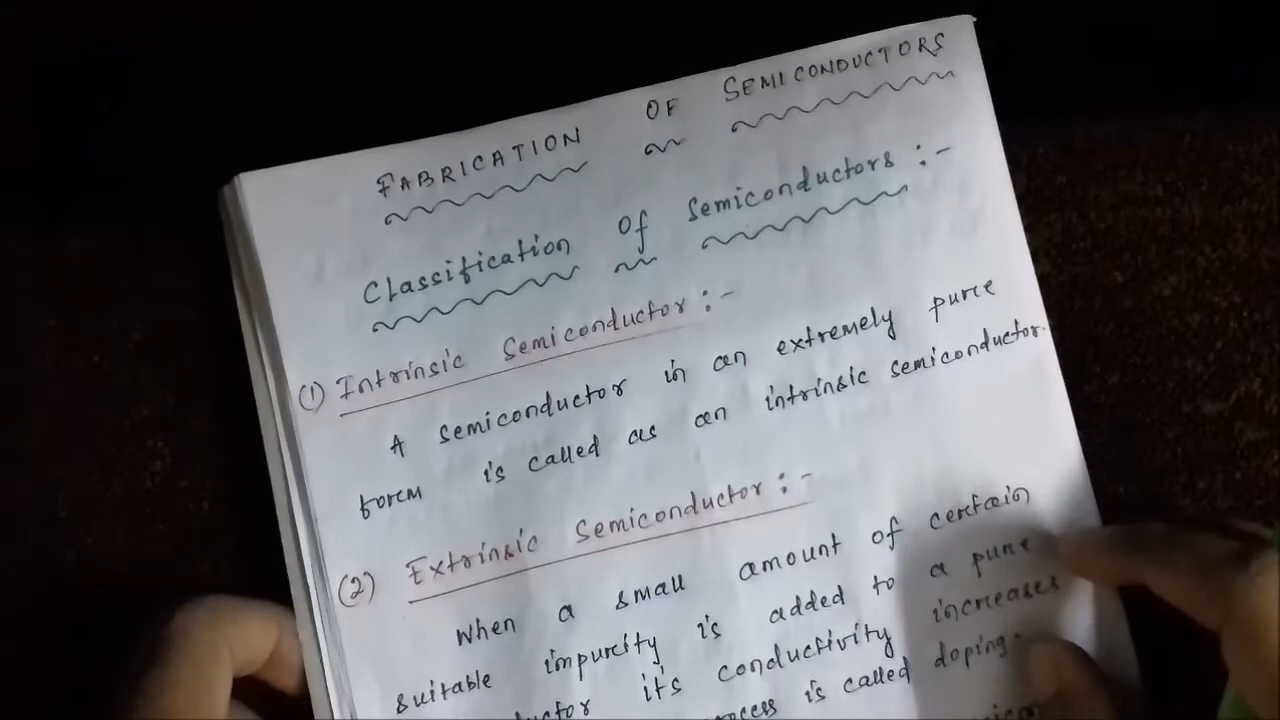 FABRICATION OF SEMICONDUCTORS
Classification of semiconductors :-
(1) Intrinsic Semiconductor :-
A semiconductor in an extremely pure
form is called as an intrinsic semiconductor.
(2) Extrinsic Semiconductor :-
When a small amount of certain
suitable impurity is added to a pure
its conductivity increases
is called doping.